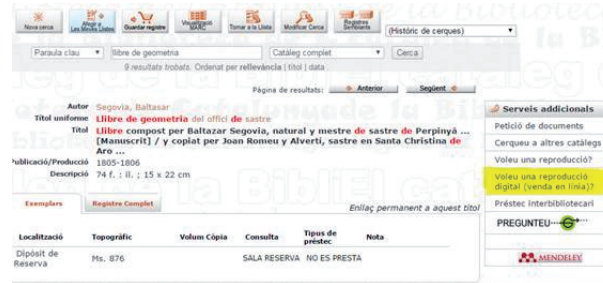 Nova cerca
Afegir a Les Meves Llistes
Guardar registre
Visualització MARC
Tornar a la Llista
Modificar Cerca
Registres Semblants
(Històric de cerques)
Paraula clau
llibre de geometria
Catàleg complet
Cerca
9 resultats trobats. Ordenat per rellevància | títol | data
Pàgina de resultats:
Anterior
Següent
Autor Segovia, Baltasar
Títol uniforme Llibre de geometria del offici de sastre
Títol Llibre compost per Baltazar Segovia, natural y mestre de sastre de Perpinyá ...
[Manuscrit] / y copiat per Joan Romeu y Alvertí, sastre en Santa Christina de
Aro ...
Publicació/Producció 1805-1806
Descripció 74 f. : il. ; 15 x 22 cm
Exemplars
Registre Complet
Enllaç permanent a aquest títol
Localització Topogràfic Volum Còpia Consulta Tipus de préstec Nota
Dipòsit de Reserva Ms. 876 SALA RESERVA NO ES PRESTA
Serveis addicionals
Petició de documents
Cerqueu a altres catàlegs
Voleu una reproducció?
Voleu una reproducció
digital (venda en línia)?
Préstec interbibliotecari
PREGUNTEU
MENDELEY